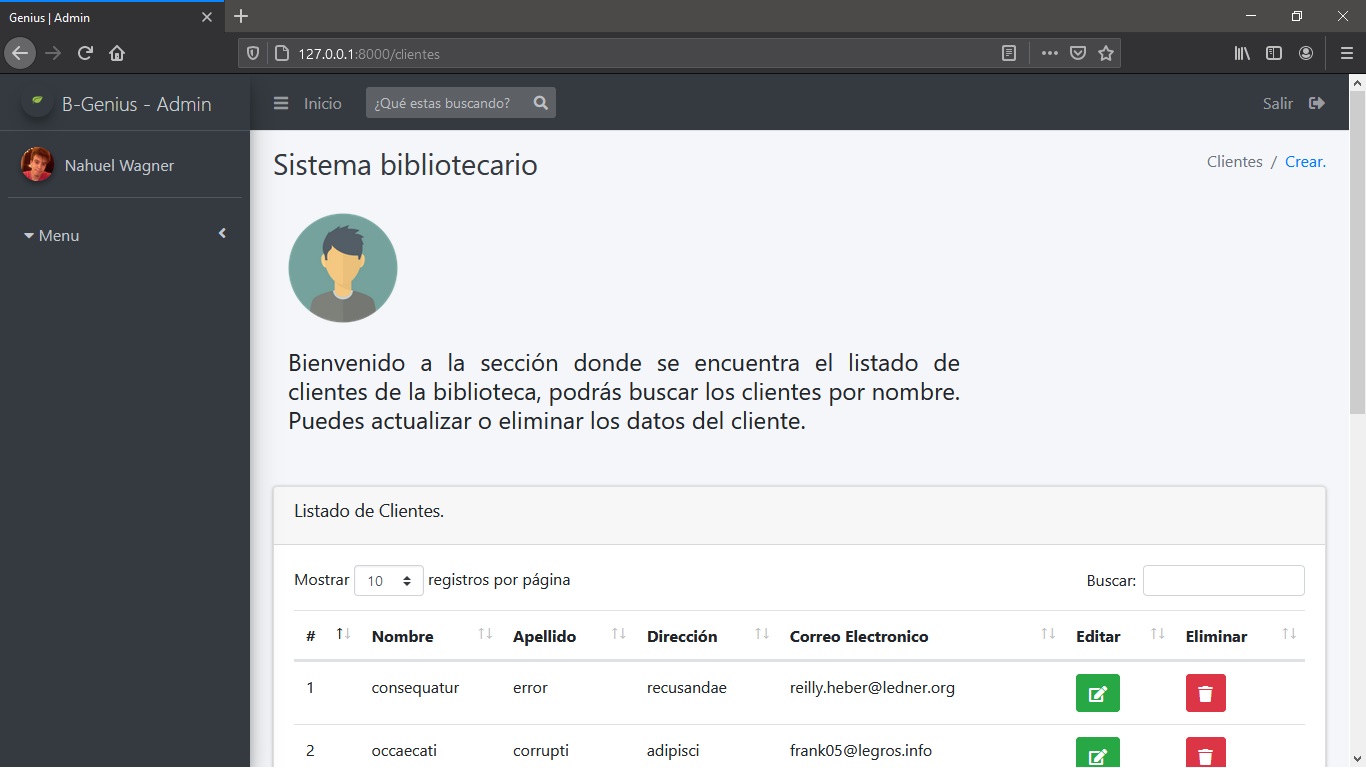 Genius | Admin
127.0.0.1:8000/clientes
B-Genius - Admin
Inicio
¿Qué estas buscando?
Salir
Nahuel Wagner
Menu
Sistema bibliotecario
Clientes / Crear.
Bienvenido a la sección donde se encuentra el listado de
clientes de la biblioteca, podrás buscar los clientes por nombre.
Puedes actualizar o eliminar los datos del cliente.
Listado de Clientes.
Mostrar 10 registros por página
Buscar:
# Nombre Apellido Dirección Correo Electronico Editar Eliminar
1 consequatur error recusandae reilly.heber@ledner.org
2 occaecati corrupti adipisci frank05@legros.info